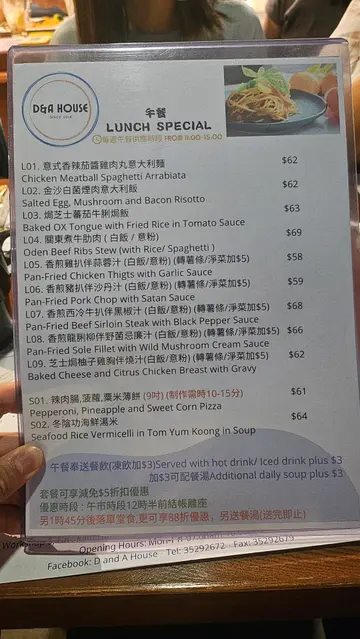 D&A HOUSE
午餐
LUNCH SPECIAL
FROM 11:00-15:00
L01. 意式香辣茄醬雞肉丸意大利麵 $62
Chicken Meatball Spaghetti Arrabiata
L02. 金沙白菌煙肉意大利飯 $62
Salted Egg, Mushroom and Bacon Risotto
L03. 焗芝士蕃茄牛脷焗飯 $63
Baked OX Tongue with Fried Rice in Tomato Sauce
L04. 關東煮牛肋肉 ( 白飯 / 意粉) $69
Oden Beef Ribs Stew (with Rice/ Spaghetti )
L05. 香煎雞扒伴蒜蓉汁 (白飯/意粉) (轉薯條/淨菜加$5) $58
Pan-Fried Chicken Thigts with Garlic Sauce
L06. 香煎豬扒伴沙丹汁 (白飯/意粉) (轉薯條/淨菜加$5) $59
Pan-Fried Pork Chop with Satan Sauce
L07. 香煎西冷牛扒伴黑椒汁 (白飯/意粉) (轉薯條/淨菜加$5) $68
Pan-Fried Beef Sirloin Steak with Black Pepper Sauce
L08. 香煎龍脷柳伴野菌忌廉汁 (白飯/意粉) (轉薯條/淨菜加$5) $66
Pan-Fried Sole Fillet with Wild Mushroom Cream Sauce
L09. 芝士焗柚子雞胸伴燒汁(白飯/意粉) (轉薯條/淨菜加$5) $62
Baked Cheese and Citrus Chicken Breast with Gravy
S01. 辣肉腸,菠蘿,粟米薄餅 (9吋) (制作需時10-15分) $61
Pepperoni, Pineapple and Sweet Corn Pizza
S02. 冬陰功海鮮湯米 $64
Seafood Rice Vermicelli in Tom Yum Koong in Soup
午餐奉送餐飲(凍飲加$3)Served with hot drink/ Iced drink plus $3
加$3可配餐湯Additional daily soup plus $3
套餐可享減免$5折扣優惠
優惠時段 : 午市時段12時半前結帳離座
另1時45分後落單堂食,更可享88折優惠，另送餐湯(送完即止)
Opening Hours: Mon-Fri
Facebook: D and A House Tel: 35292672 Fax: 35292679